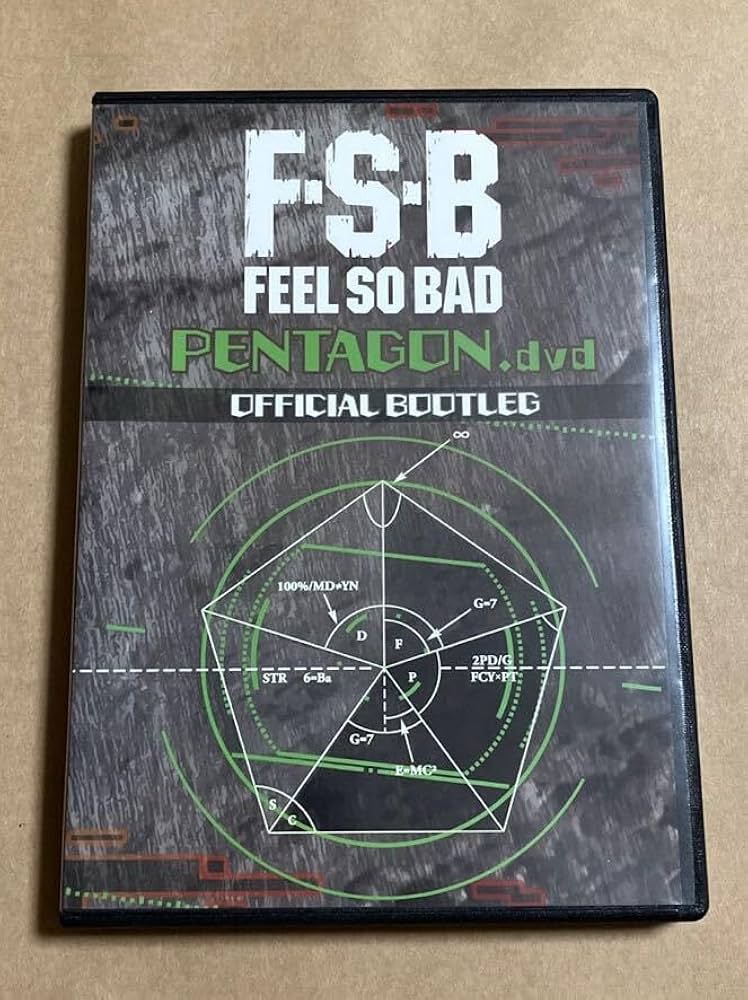 F·S·B
FEEL SO BAD
PENTAGON.dvd
OFFICIAL BOOTLEG
∞
100%/MD≠YN
G=7
D
F
2PD/G
STR 6=Ba
P
FCY×PT
G=7
E=MC²
S
C